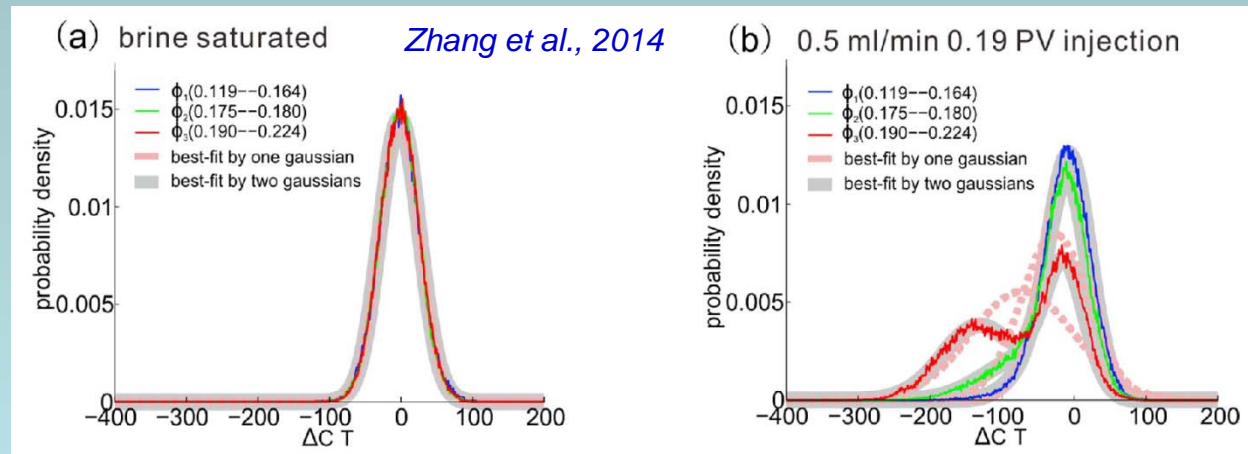 (a) brine saturated
Zhang et al., 2014
ϕ₁(0.119--0.164)
ϕ₂(0.175--0.180)
ϕ₃(0.190--0.224)
best-fit by one gaussian
best-fit by two gaussians
probability density
0.015
0.01
0.005
0
−400 −300 −200 −100 0 100 200
ΔC T
(b) 0.5 ml/min 0.19 PV injection
ϕ₁(0.119--0.164)
ϕ₂(0.175--0.180)
ϕ₃(0.190--0.224)
best-fit by one gaussian
best-fit by two gaussians
probability density
0.015
0.01
0.005
0
−400 −300 −200 −100 0 100 200
ΔC T